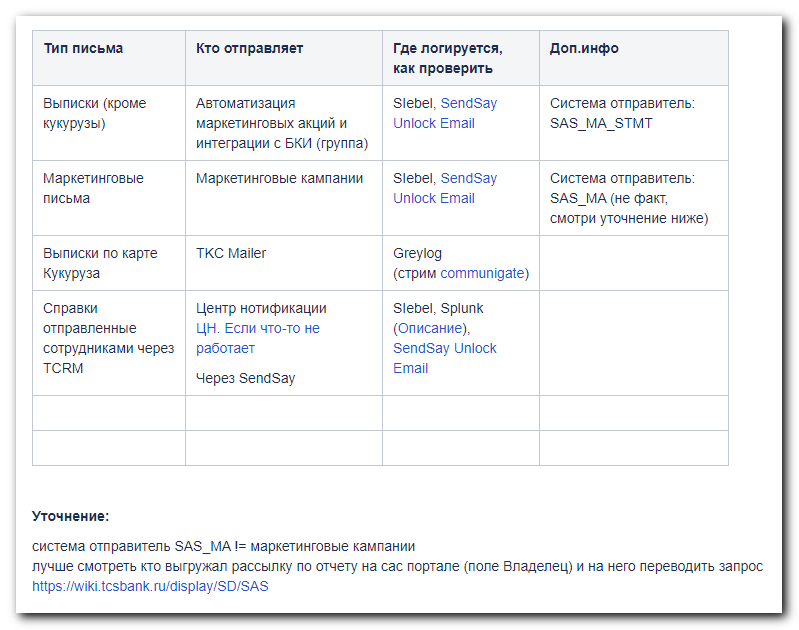 Тип письма
Кто отправляет
Где логируется,
как проверить
Доп.инфо
Выписки (кроме
кукурузы)
Автоматизация
маркетинговых акций и
интеграции с БКИ (группа)
SIebel, SendSay
Unlock Email
Система отправитель:
SAS_MA_STMT
Маркетинговые
письма
Маркетинговые кампании
SIebel, SendSay
Unlock Email
Система отправитель:
SAS_MA (не факт,
смотри уточнение ниже)
Выписки по карте
Кукуруза
TKC Mailer
Greylog
(стрим communigate)
Справки
отправленные
сотрудниками через
TCRM
Центр нотификации
ЦН. Если что-то не
работает
Через SendSay
SIebel, Splunk
(Описание),
SendSay Unlock
Email
Уточнение:
система отправитель SAS_MA != маркетинговые кампании
лучше смотреть кто выгружал рассылку по отчету на сас портале (поле Владелец) и на него переводить запрос
https://wiki.tcsbank.ru/display/SD/SAS